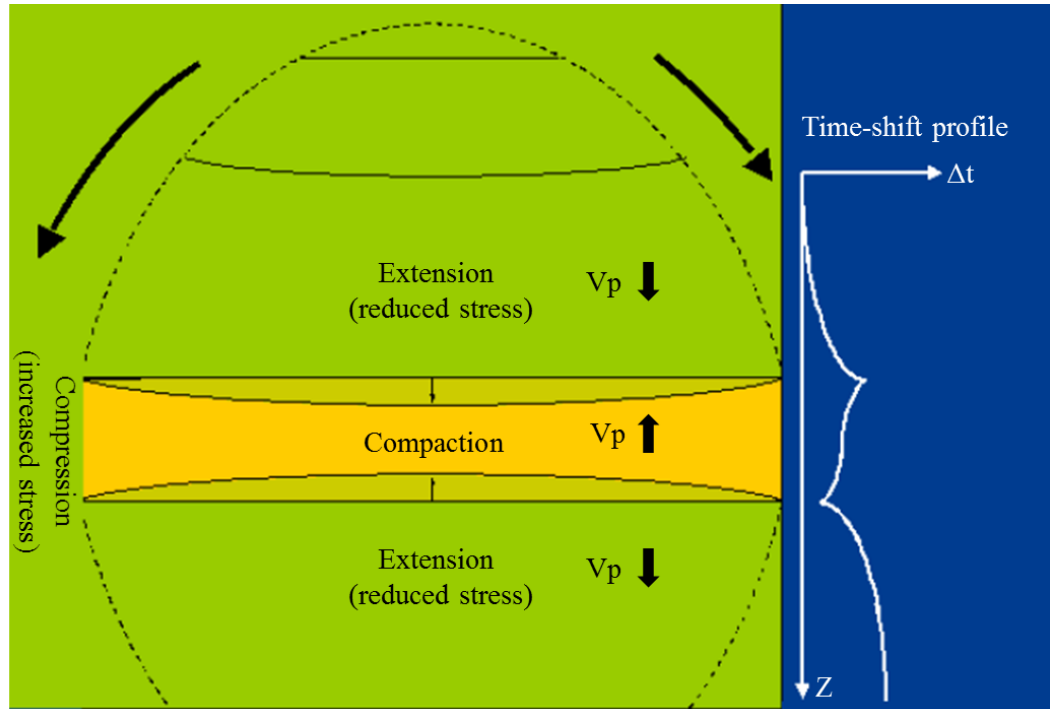 Time-shift profile
Δt
Extension
(reduced stress)
Vp
Compression
(increased stress)
Compaction
Vp
Extension
(reduced stress)
Vp
Z